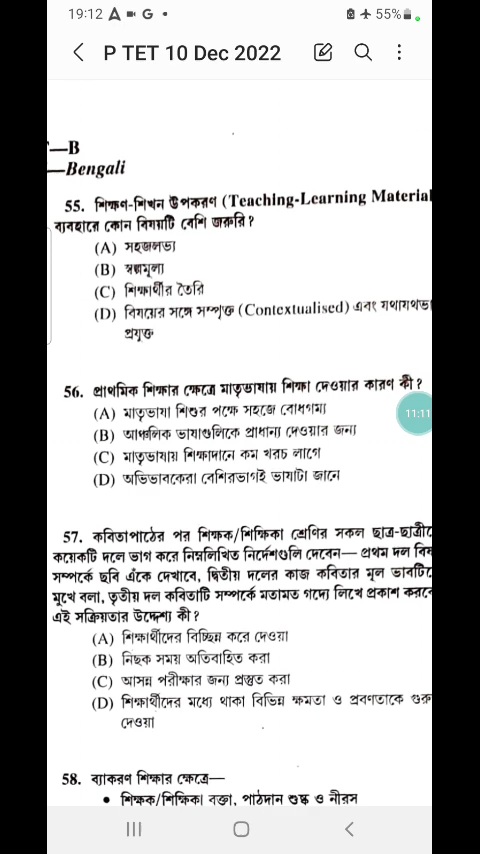 19:12 A G •
55%
P TET 10 Dec 2022
—B
—Bengali
55. শিক্ষণ-শিখন উপকরণ (Teaching-Learning Material
ব্যবহারে কোন বিষয়টি বেশি জরুরি ?
(A) সহজলভ্য
(B) স্বল্পমূল্য
(C) শিক্ষার্থীর তৈরি
(D) বিষয়ের সঙ্গে সম্পৃক্ত (Contextualised) এবং যথাযথভা
প্রযুক্ত
56. প্রাথমিক শিক্ষার ক্ষেত্রে মাতৃভাষায় শিক্ষা দেওয়ার কারণ কী ?
(A) মাতৃভাষা শিশুর পক্ষে সহজে বোধগম্য
11:11
(B) আঞ্চলিক ভাষাগুলিকে প্রাধান্য দেওয়ার জন্য
(C) মাতৃভাষায় শিক্ষাদানে কম খরচ লাগে
(D) অভিভাবকেরা বেশিরভাগই ভাষাটা জানে
57. কবিতাপাঠের পর শিক্ষক/শিক্ষিকা শ্রেণির সকল ছাত্র-ছাত্রীদে
কয়েকটি দলে ভাগ করে নিম্নলিখিত নির্দেশগুলি দেবেন— প্রথম দল বিষ
সম্পর্কে ছবি এঁকে দেখাবে, দ্বিতীয় দলের কাজ কবিতার মূল ভাবটি
মুখে বলা, তৃতীয় দল কবিতাটি সম্পর্কে মতামত গদ্যে লিখে প্রকাশ করবে
এই সক্রিয়তার উদ্দেশ্য কী ?
(A) শিক্ষার্থীদের বিচ্ছিন্ন করে দেওয়া
(B) নিছক সময় অতিবাহিত করা
(C) আসন্ন পরীক্ষার জন্য প্রস্তুত করা
(D) শিক্ষার্থীদের মধ্যে থাকা বিভিন্ন ক্ষমতা ও প্রবণতাকে গুরু
দেওয়া
58. ব্যাকরণ শিক্ষার ক্ষেত্রে—
• শিক্ষক/শিক্ষিকা বক্তা, পাঠদান শুষ্ক ও নীরস